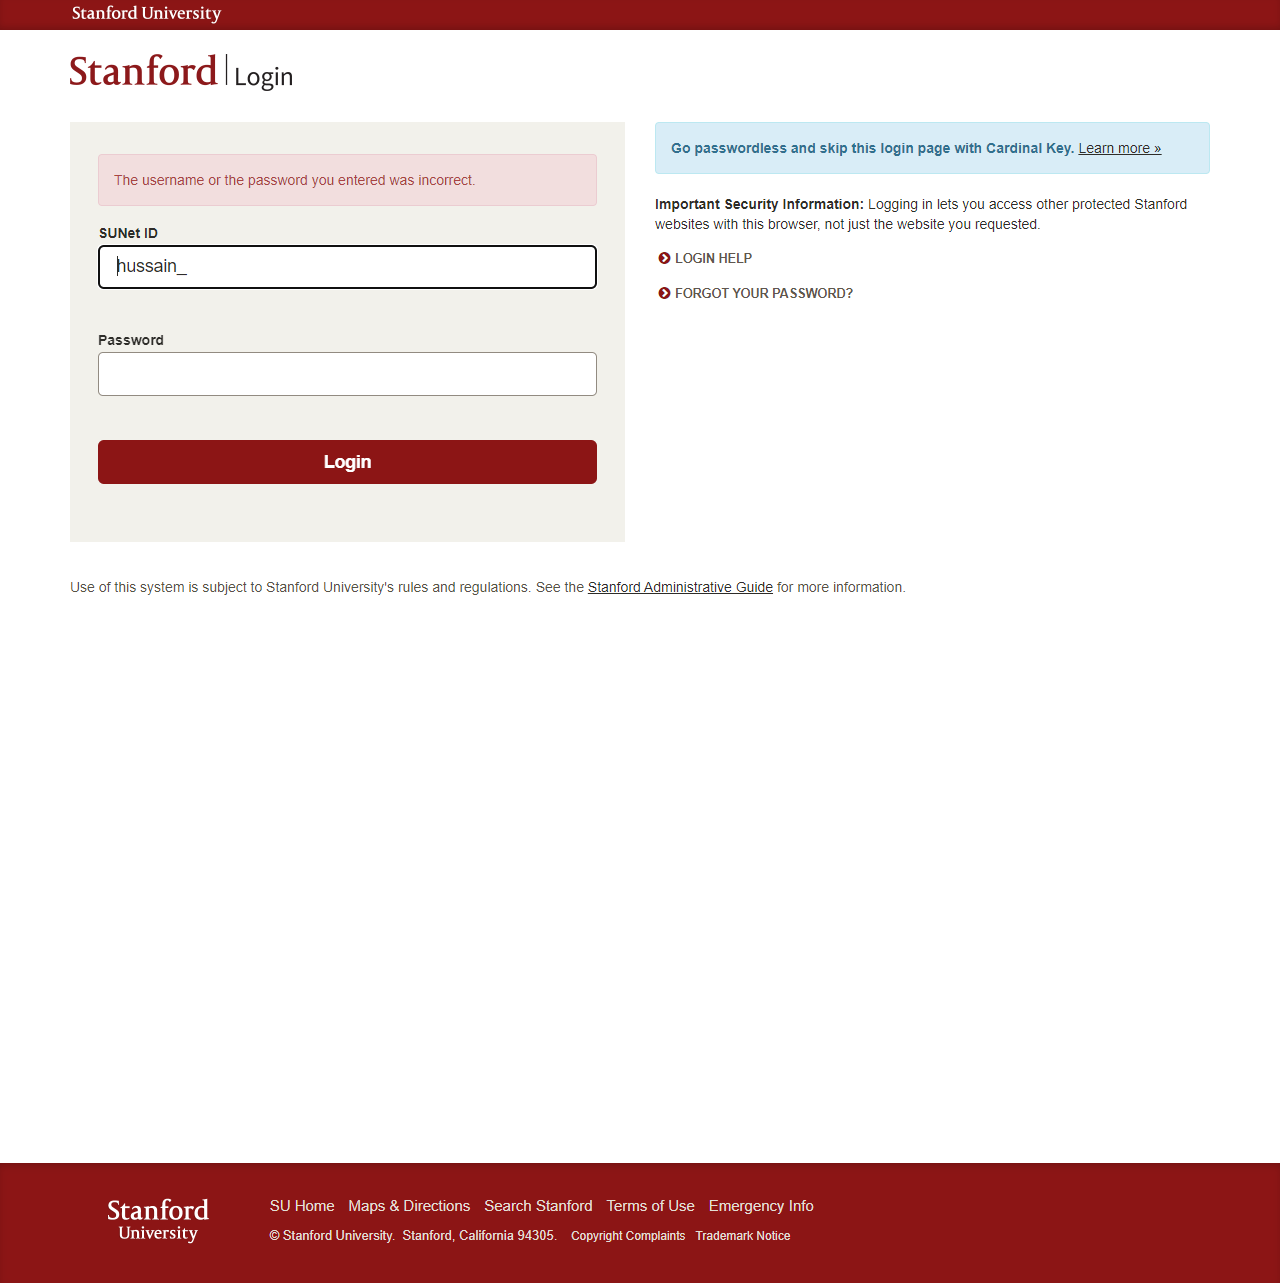 Stanford University
Stanford Login
The username or the password you entered was incorrect.
SUNet ID
hussain_
Password
Login
Go passwordless and skip this login page with Cardinal Key. Learn more »
Important Security Information: Logging in lets you access other protected Stanford
websites with this browser, not just the website you requested.
LOGIN HELP
FORGOT YOUR PASSWORD?
Use of this system is subject to Stanford University's rules and regulations. See the Stanford Administrative Guide for more information.
Stanford
University
SU Home Maps & Directions Search Stanford Terms of Use Emergency Info
© Stanford University. Stanford, California 94305. Copyright Complaints Trademark Notice